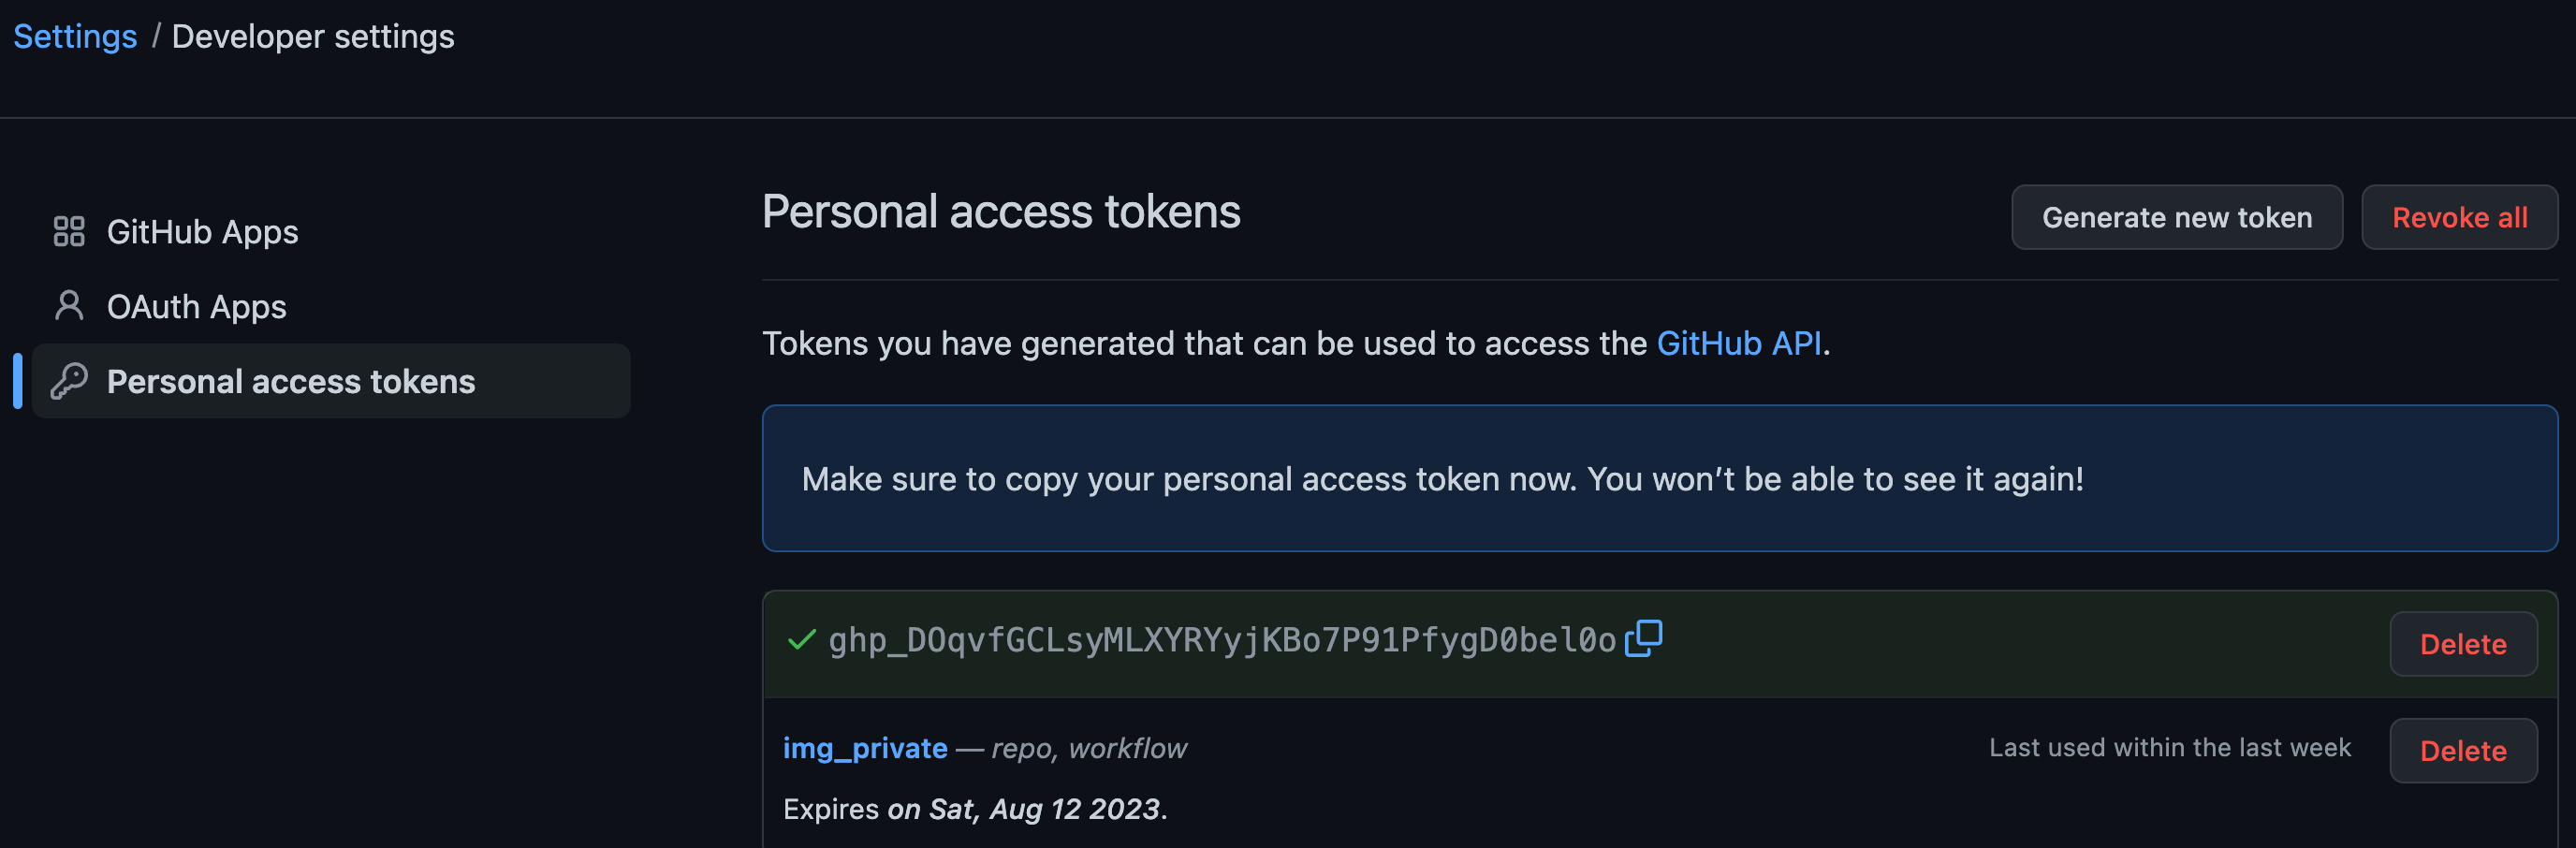 Settings / Developer settings
GitHub Apps
OAuth Apps
Personal access tokens
Personal access tokens
Generate new token
Revoke all
Tokens you have generated that can be used to access the GitHub API.
Make sure to copy your personal access token now. You won’t be able to see it again!
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
Delete
img_private — repo, workflow
Last used within the last week
Delete
Expires on Sat, Aug 12 2023.